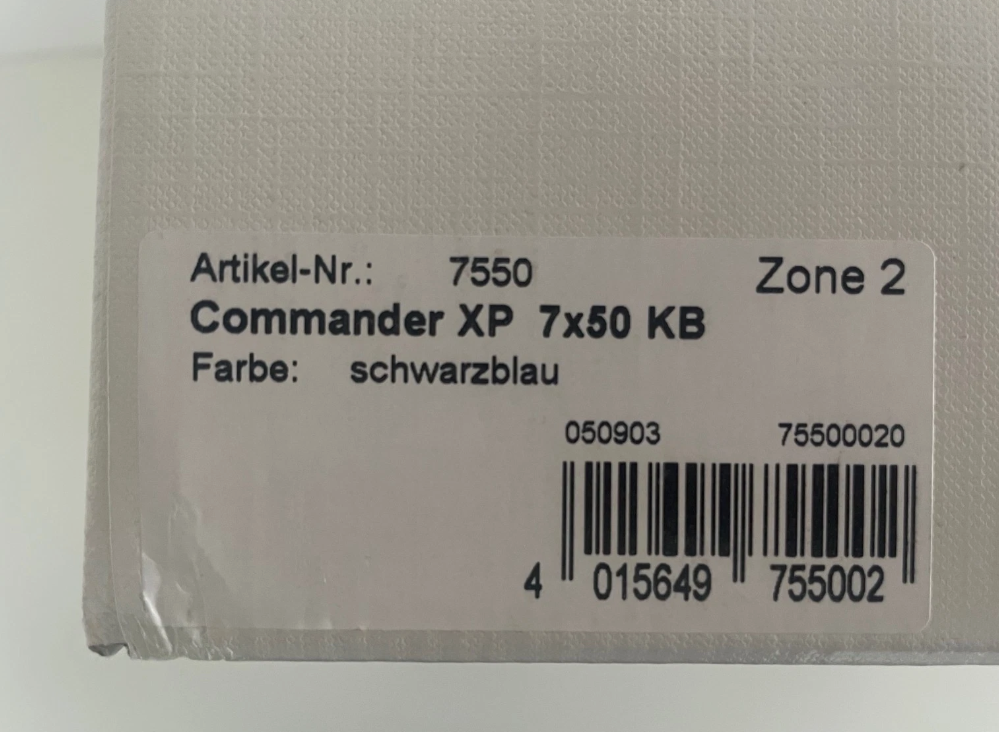 Artikel-Nr.: 7550 Zone 2
Commander XP 7x50 KB
Farbe: schwarzblau
050903 75500020
4 015649 755002